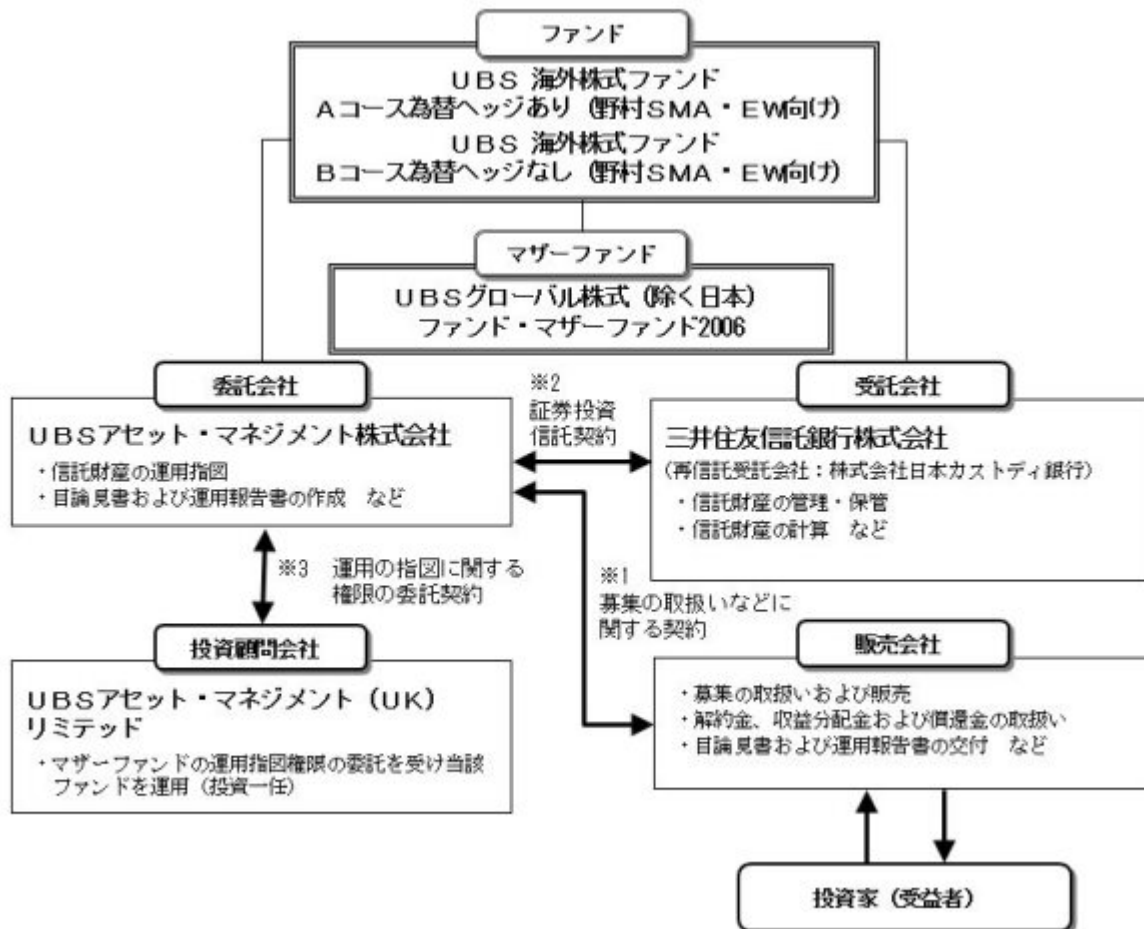 ファンド
UBS 海外株式ファンド
Aコース為替ヘッジあり（野村SMA・EW向け）
UBS 海外株式ファンド
Bコース為替ヘッジなし（野村SMA・EW向け）
マザーファンド
UBSグローバル株式（除く日本）
ファンド・マザーファンド2006
委託会社
UBSアセット・マネジメント株式会社
・信託財産の運用指図
・目論見書および運用報告書の作成　など
※2
証券投資
信託契約
受託会社
三井住友信託銀行株式会社
（再信託受託会社：株式会社日本カストディ銀行）
・信託財産の管理・保管
・信託財産の計算　など
※3　運用の指図に関する
権限の委託契約
※1
募集の取扱いなどに
関する契約
投資顧問会社
UBSアセット・マネジメント（UK）
リミテッド
・マザーファンドの運用指図権限の委託を受け当該
ファンドを運用（投資一任）
販売会社
・募集の取扱いおよび販売
・解約金、収益分配金および償還金の取扱い
・目論見書および運用報告書の交付　など
投資家（受益者）